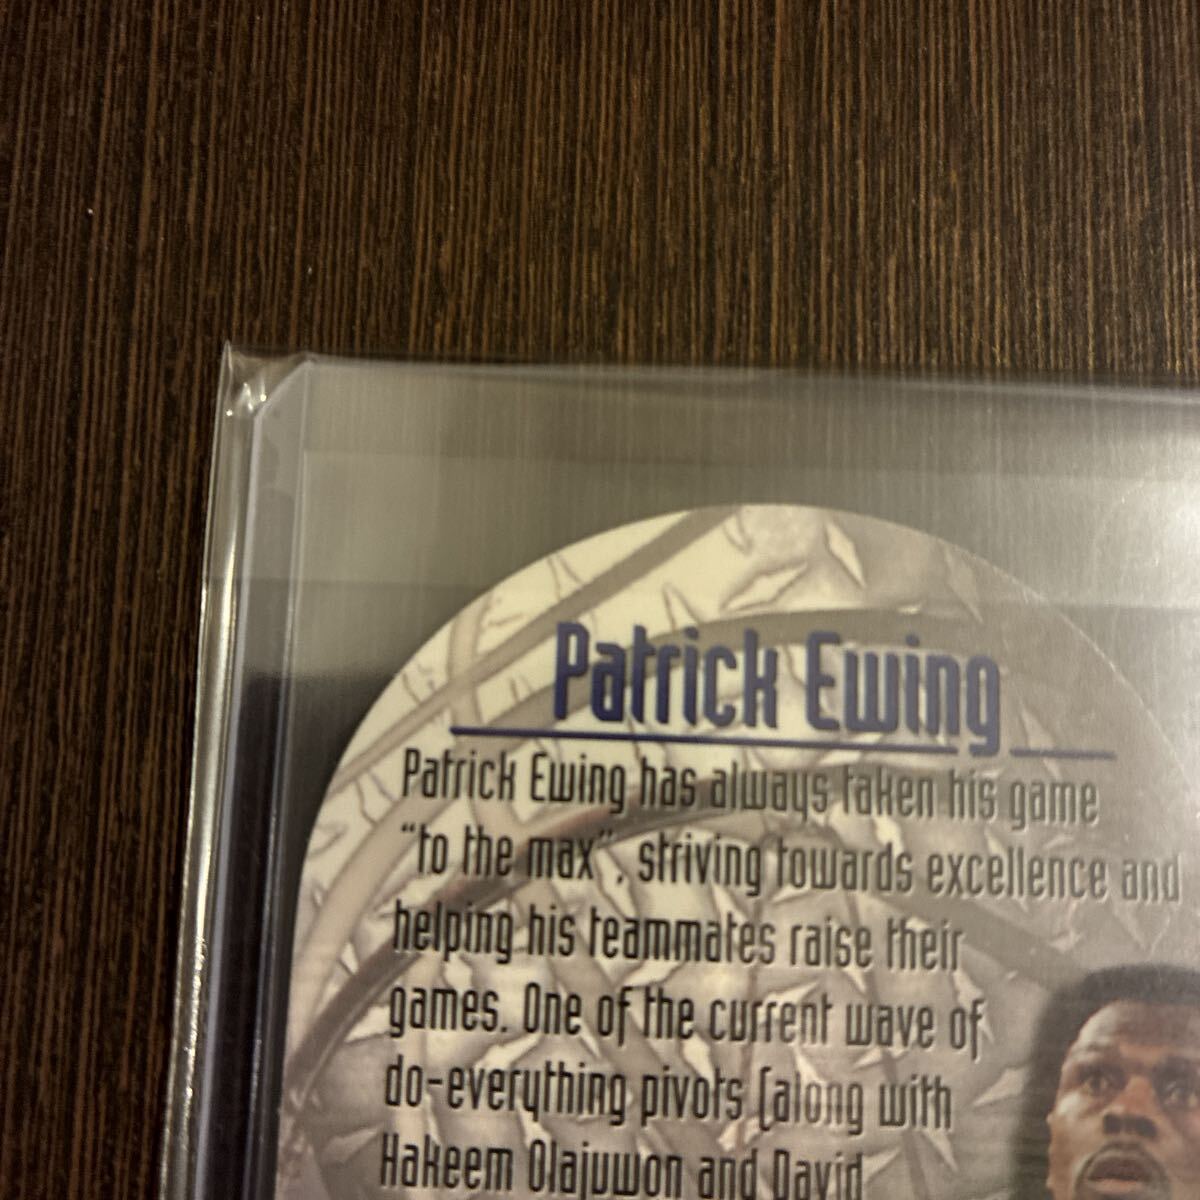 Patrick Ewing
Patrick Ewing has always taken his game
"to the max", striving towards excellence and
helping his teammates raise their
games. One of the current wave of
do-everything pivots (along with
Hakeem Olajuwon and David